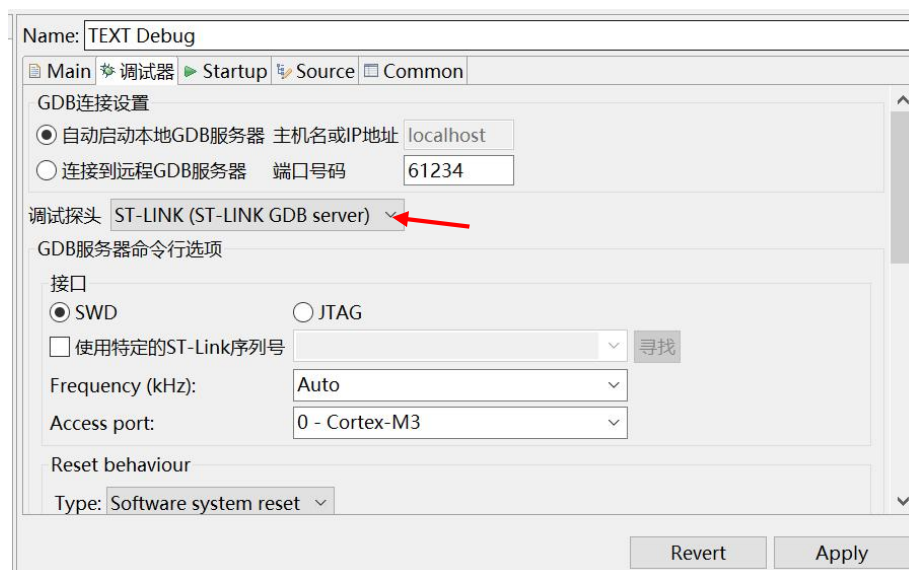 Name: TEXT Debug
Main 调试器 Startup Source Common
GDB连接设置
自动启动本地GDB服务器 主机名或IP地址 localhost
连接到远程GDB服务器 端口号码 61234
调试探头 ST-LINK (ST-LINK GDB server)
GDB服务器命令行选项
接口
SWD JTAG
使用特定的ST-Link序列号 寻找
Frequency (kHz): Auto
Access port: 0 - Cortex-M3
Reset behaviour
Type: Software system reset
Revert Apply